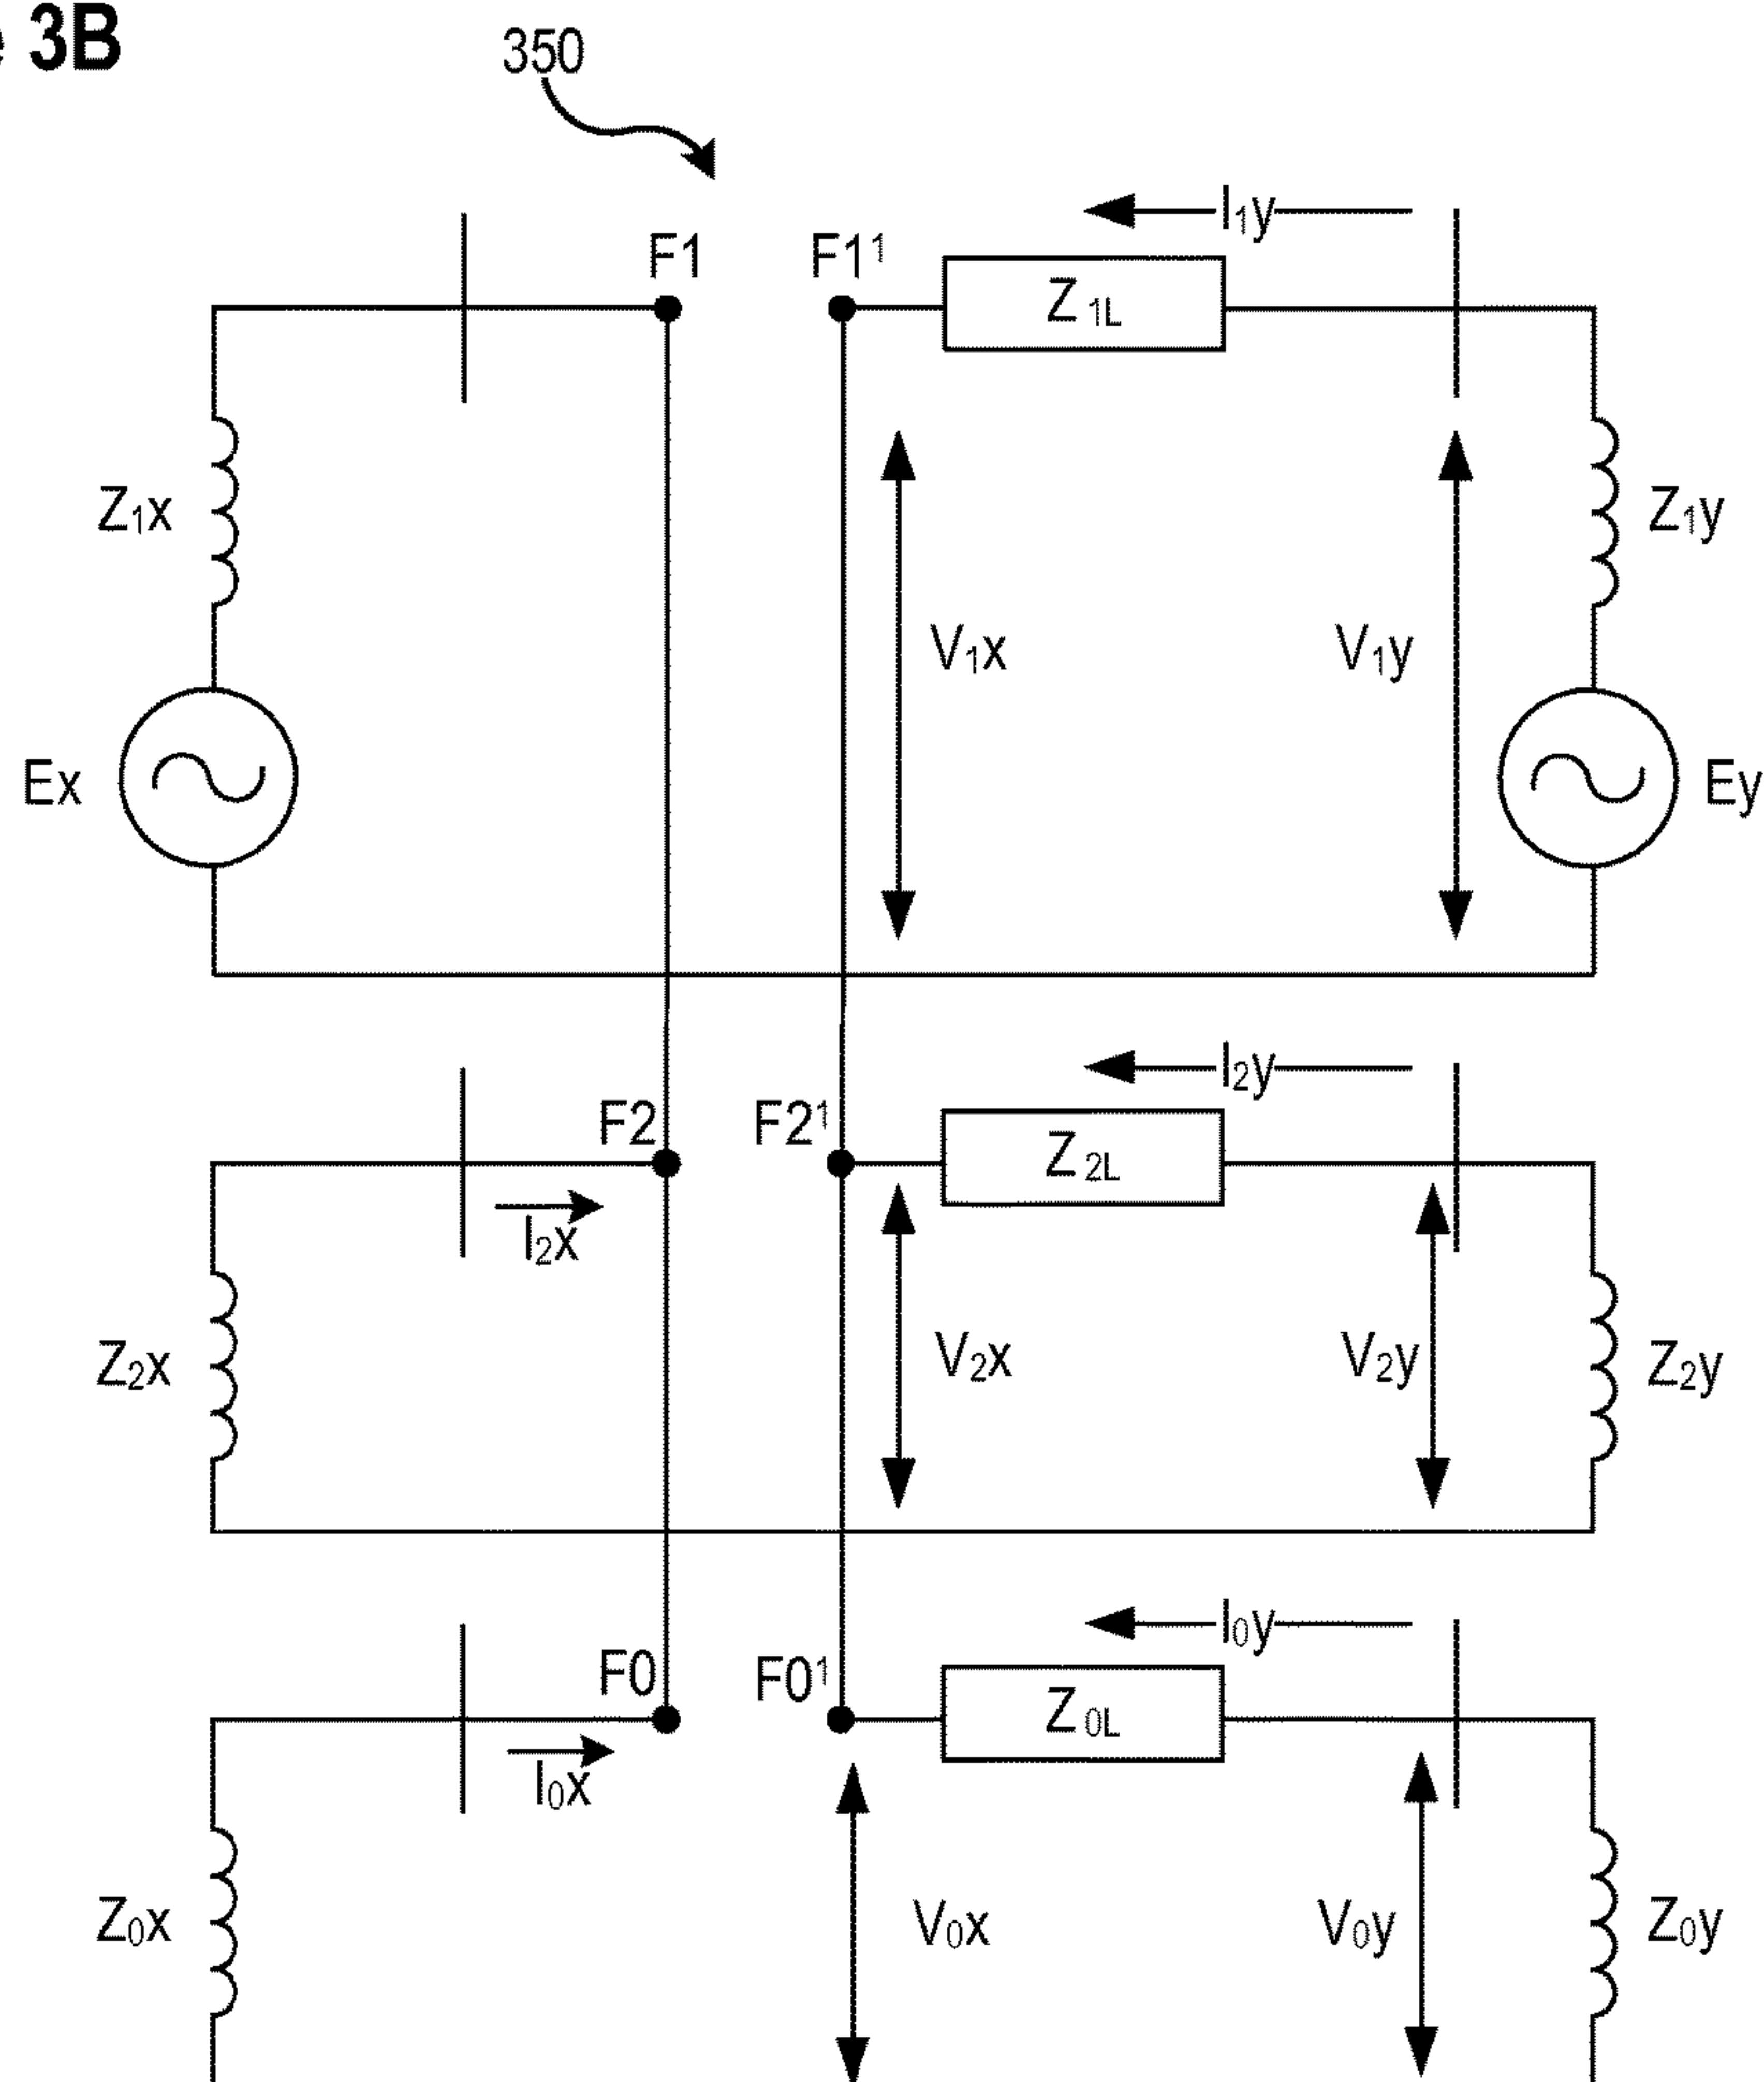 e 3B
350
I₁y
F1
F1¹
Z 1L
Z₁x
Z₁y
V₁x
V₁y
Ex
Ey
I₂y
F2
F2¹
Z 2L
I₂x
Z₂x
V₂x
V₂y
Z₂y
I₀y
F0
F0¹
Z 0L
I₀x
Z₀x
V₀x
V₀y
Z₀y